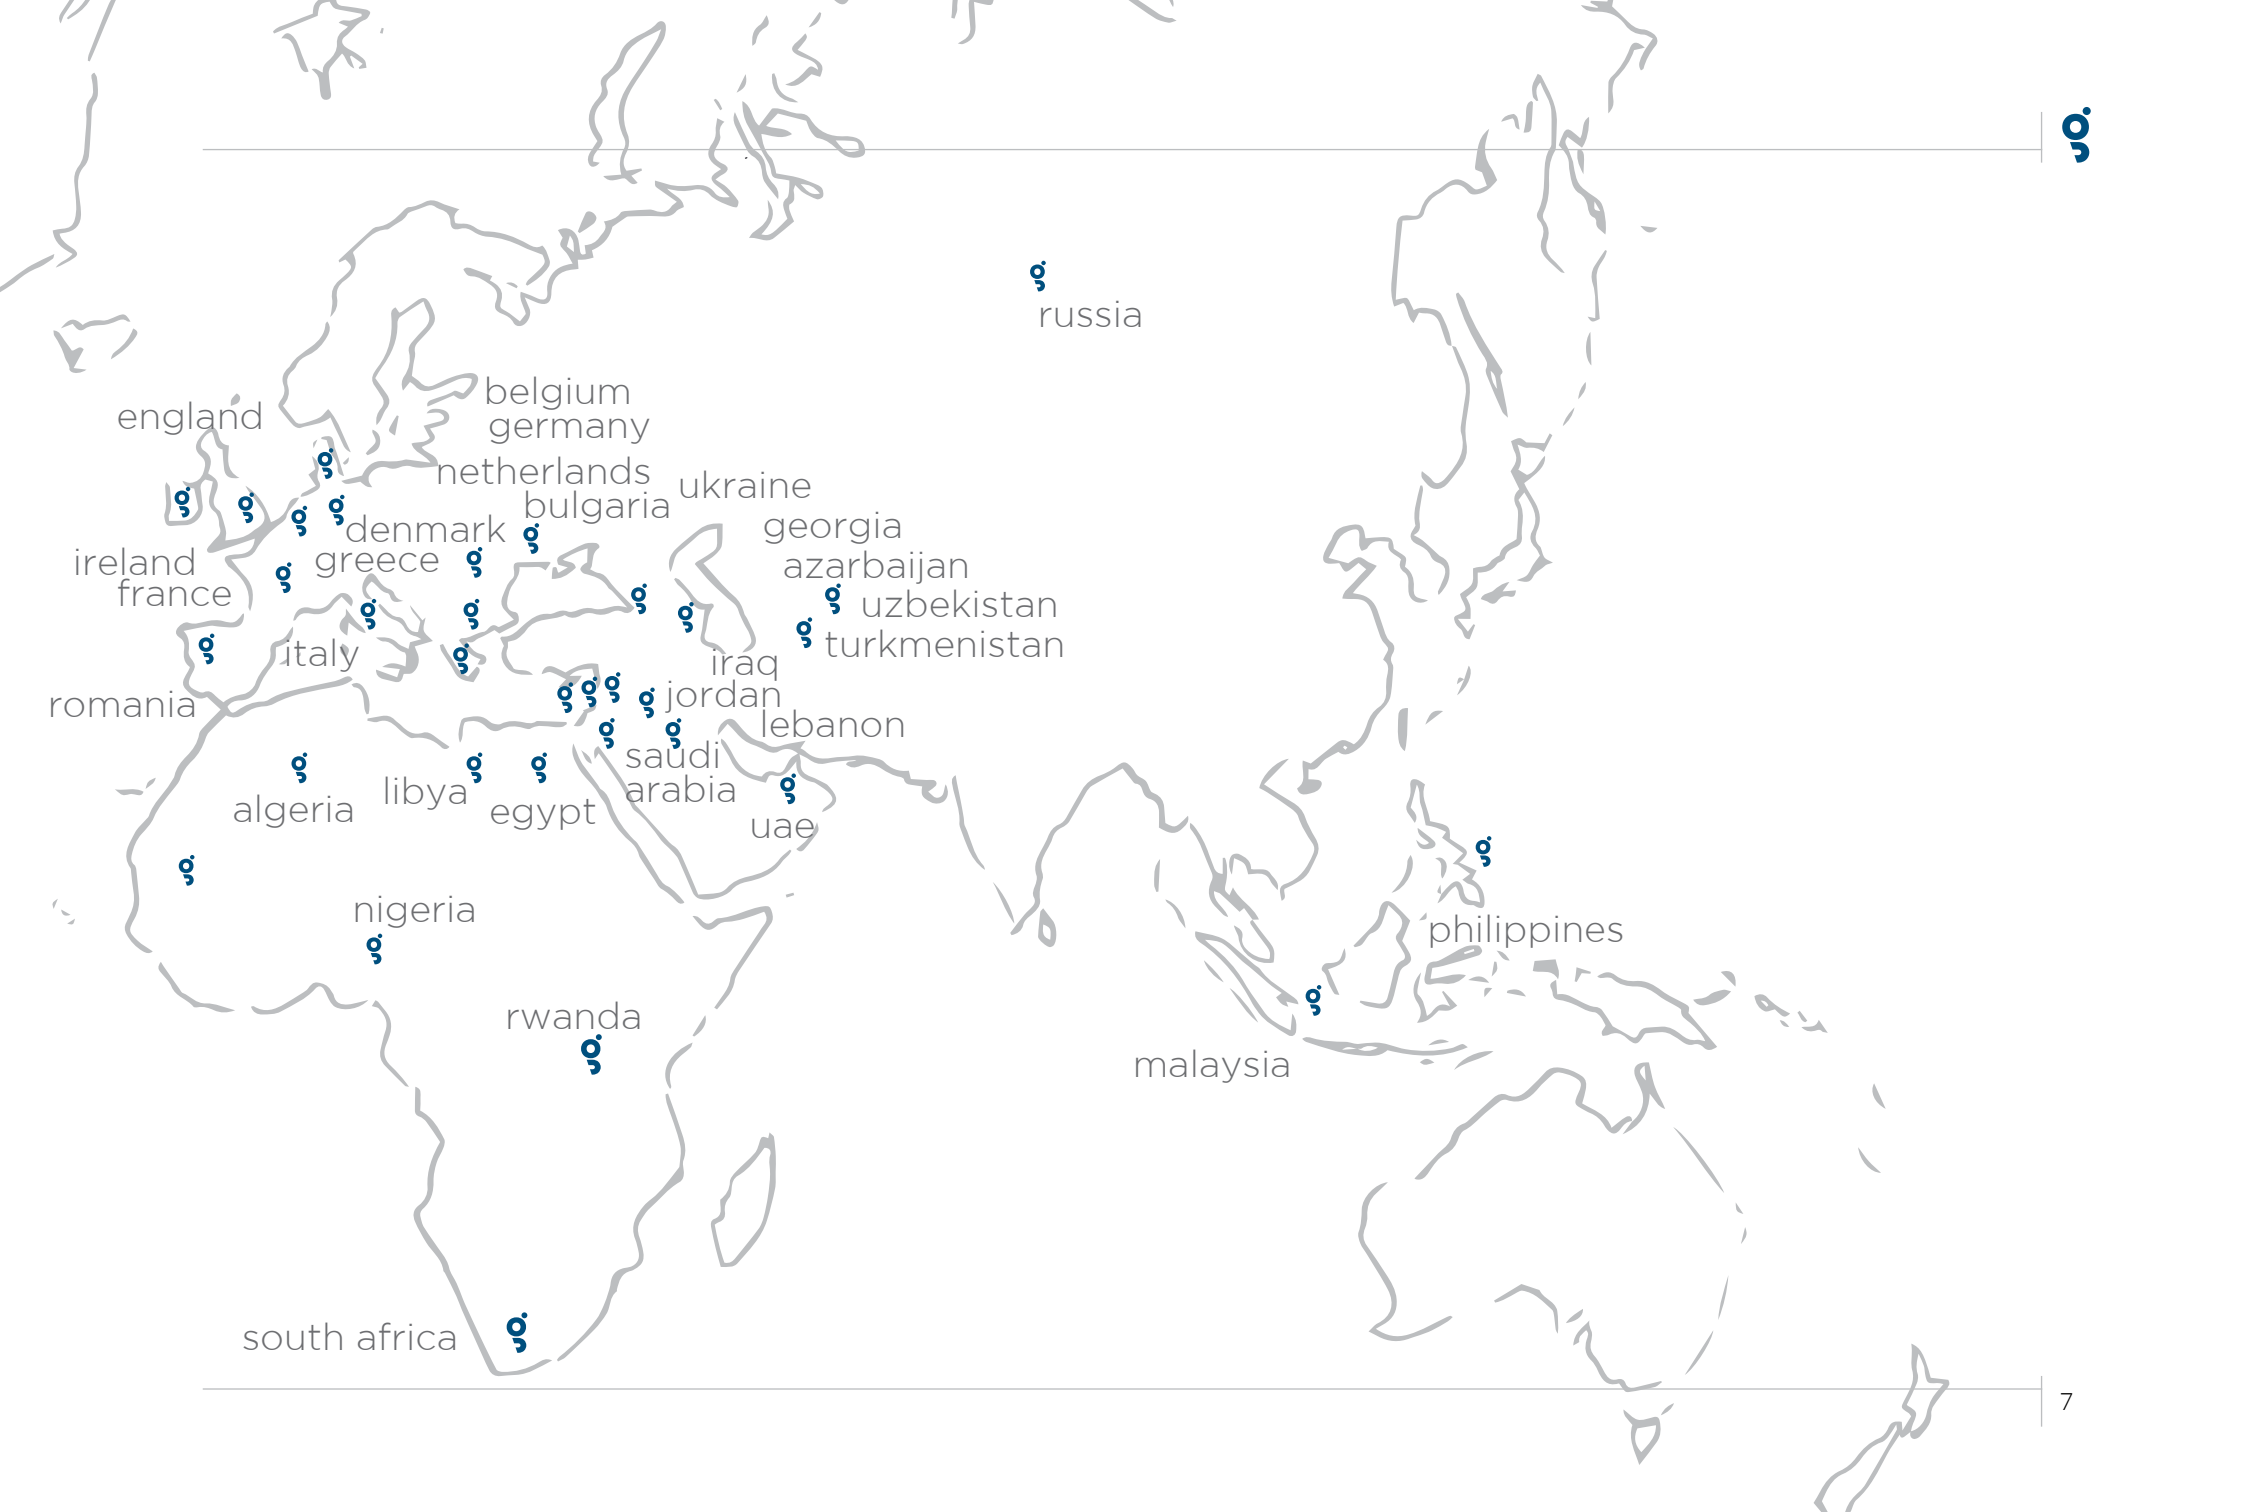 russia
belgium
england
germany
netherlands
ukraine
bulgaria
georgia
denmark
greece
ireland
azarbaijan
france
uzbekistan
turkmenistan
italy
iraq
jordan
romania
lebanon
saudi
arabia
libya
algeria
egypt
uae
nigeria
philippines
rwanda
malaysia
south africa
7